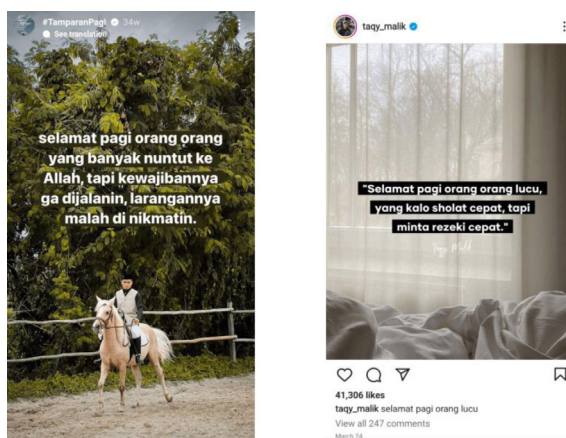 #TamparanPagi 34w
See translation
selamat pagi orang orang
yang banyak nuntut ke
Allah, tapi kewajibannya
ga dijalanin, larangannya
malah di nikmatin.
taqy_malik
"Selamat pagi orang orang lucu,
yang kalo sholat cepat, tapi
minta rezeki cepat."
Taqy Malik
41,306 likes
taqy_malik selamat pagi orang lucu
View all 247 comments
March 24